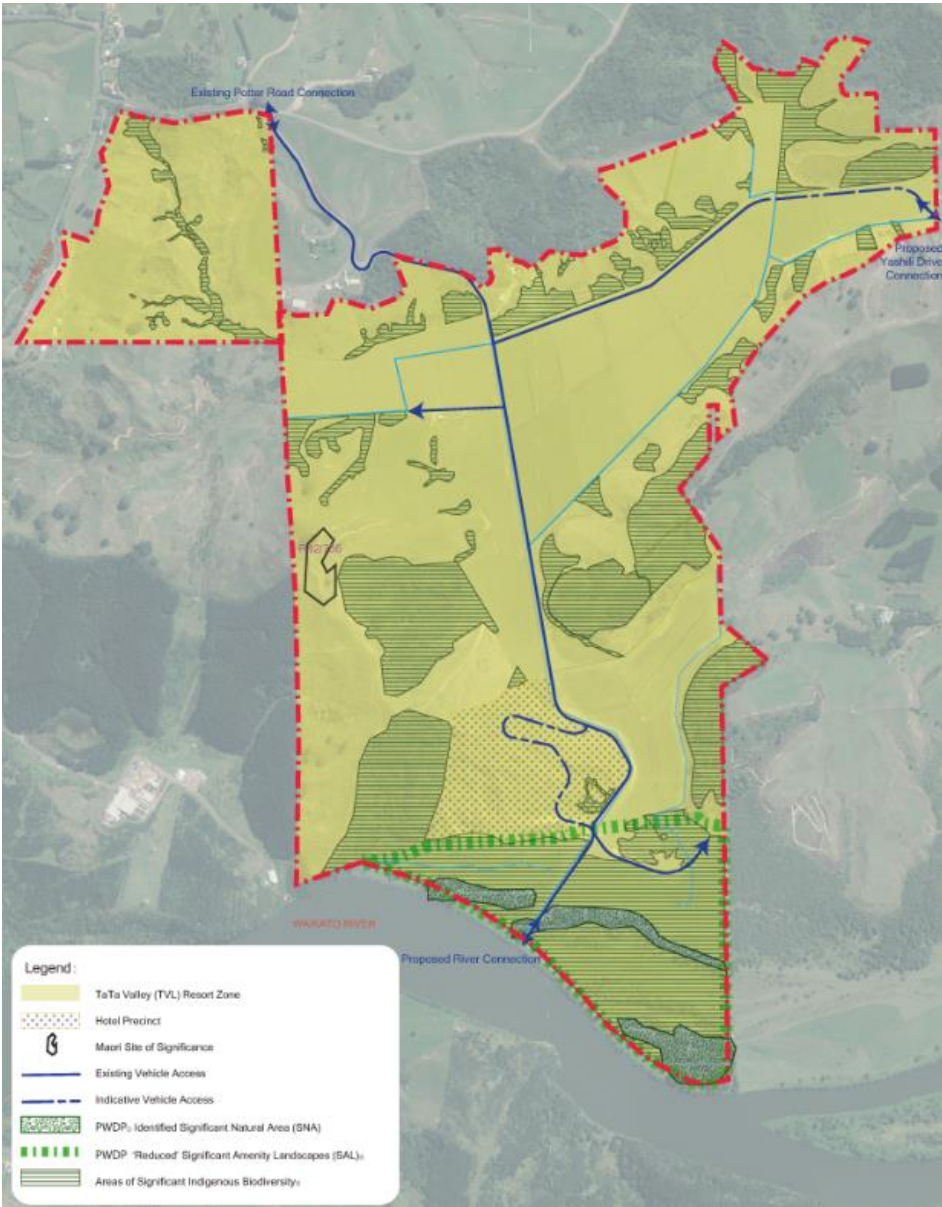 Existing Potter Road Connection
Proposed
Yashili Drive
Connection
WAIKATO RIVER
Proposed River Connection
Legend :
TaTa Valley (TVL) Resort Zone
Hotel Precinct
Maori Site of Significance
Existing Vehicle Access
Indicative Vehicle Access
PWDP Identified Significant Natural Area (SNA)
PWDP 'Reduced' Significant Amenity Landscapes (SAL)
Areas of Significant Indigenous Biodiversity